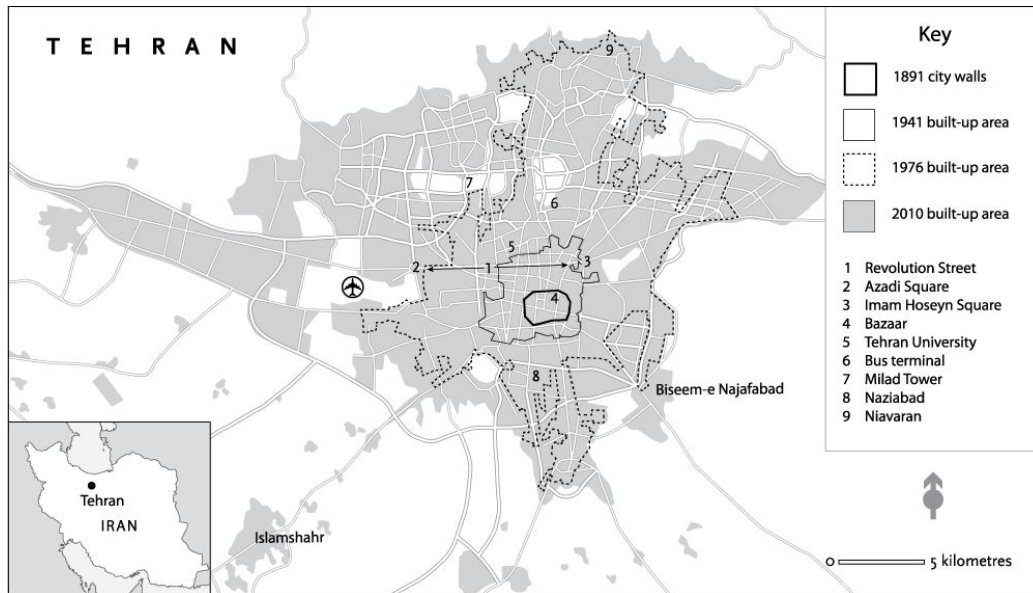 TEHRAN
9
7
6
5
2
1
3
4
8
Biseem-e Najafabad
Islamshahr
Tehran
IRAN
Key
1891 city walls
1941 built-up area
1976 built-up area
2010 built-up area
1 Revolution Street
2 Azadi Square
3 Imam Hoseyn Square
4 Bazaar
5 Tehran University
6 Bus terminal
7 Milad Tower
8 Naziabad
9 Niavaran
5 kilometres